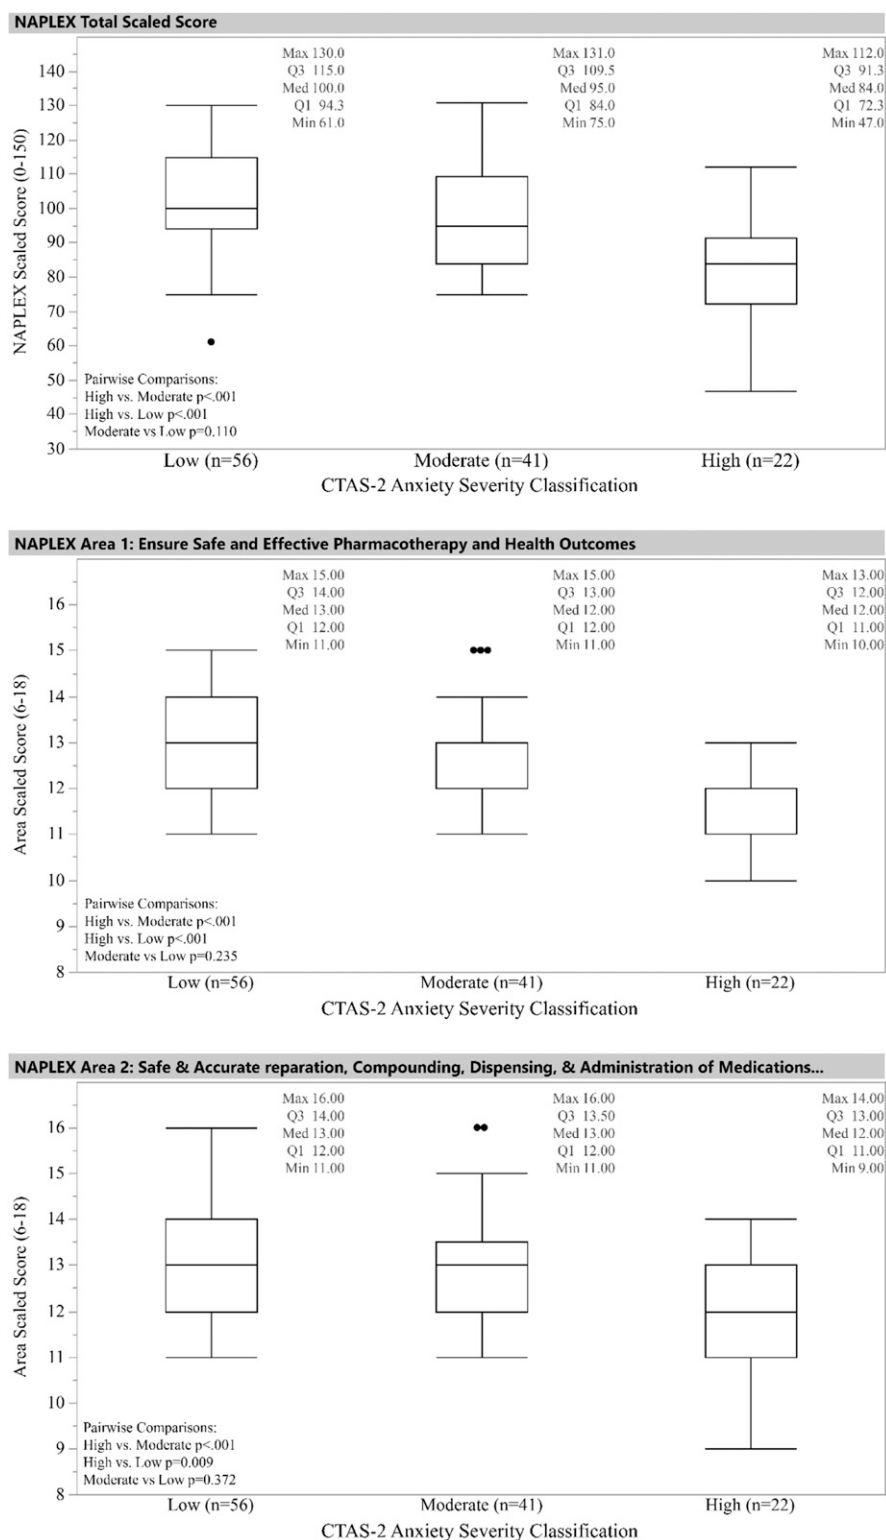 NAPLEX Total Scaled Score
Max 130.0
Q3 115.0
Med 100.0
Q1 94.3
Min 61.0
Max 131.0
Q3 109.5
Med 95.0
Q1 84.0
Min 75.0
Max 112.0
Q3 91.3
Med 84.0
Q1 72.3
Min 47.0
NAPLEX Scaled Score (0-150)
140
130
120
110
100
90
80
70
60
50
40
30
Pairwise Comparisons:
High vs. Moderate p<.001
High vs. Low p<.001
Moderate vs Low p=0.110
Low (n=56) Moderate (n=41) High (n=22)
CTAS-2 Anxiety Severity Classification
NAPLEX Area 1: Ensure Safe and Effective Pharmacotherapy and Health Outcomes
Max 15.00
Q3 14.00
Med 13.00
Q1 12.00
Min 11.00
Max 15.00
Q3 13.00
Med 12.00
Q1 12.00
Min 11.00
Max 13.00
Q3 12.00
Med 12.00
Q1 11.00
Min 10.00
Area Scaled Score (6-18)
16
15
14
13
12
11
10
9
8
Pairwise Comparisons:
High vs. Moderate p<.001
High vs. Low p<.001
Moderate vs Low p=0.235
Low (n=56) Moderate (n=41) High (n=22)
CTAS-2 Anxiety Severity Classification
NAPLEX Area 2: Safe & Accurate reparation, Compounding, Dispensing, & Administration of Medications...
Max 16.00
Q3 14.00
Med 13.00
Q1 12.00
Min 11.00
Max 16.00
Q3 13.50
Med 13.00
Q1 12.00
Min 11.00
Max 14.00
Q3 13.00
Med 12.00
Q1 11.00
Min 9.00
Area Scaled Score (6-18)
16
15
14
13
12
11
10
9
8
Pairwise Comparisons:
High vs. Moderate p<.001
High vs. Low p=0.009
Moderate vs Low p=0.372
Low (n=56) Moderate (n=41) High (n=22)
CTAS-2 Anxiety Severity Classification